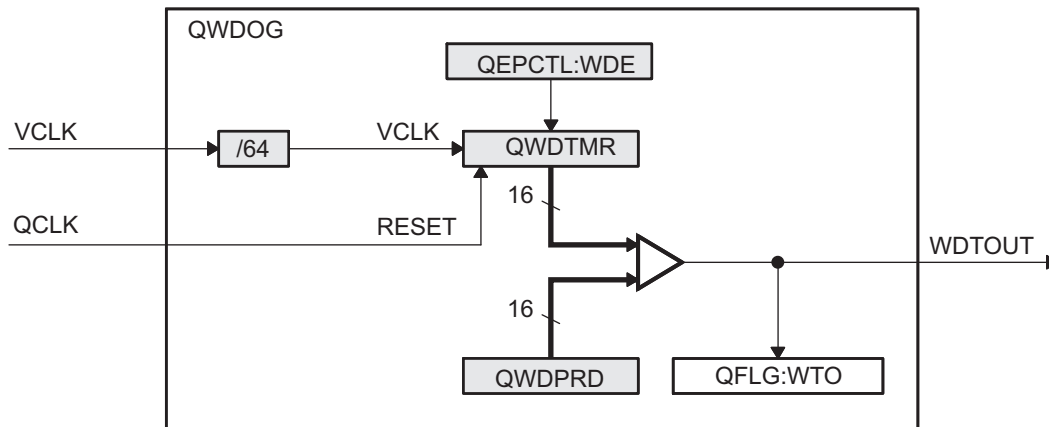 QWDOG
QEPCTL:WDE
VCLK
/64
VCLK
QWDTMR
16
QCLK
RESET
WDTOUT
16
QWDPRD
QFLG:WTO